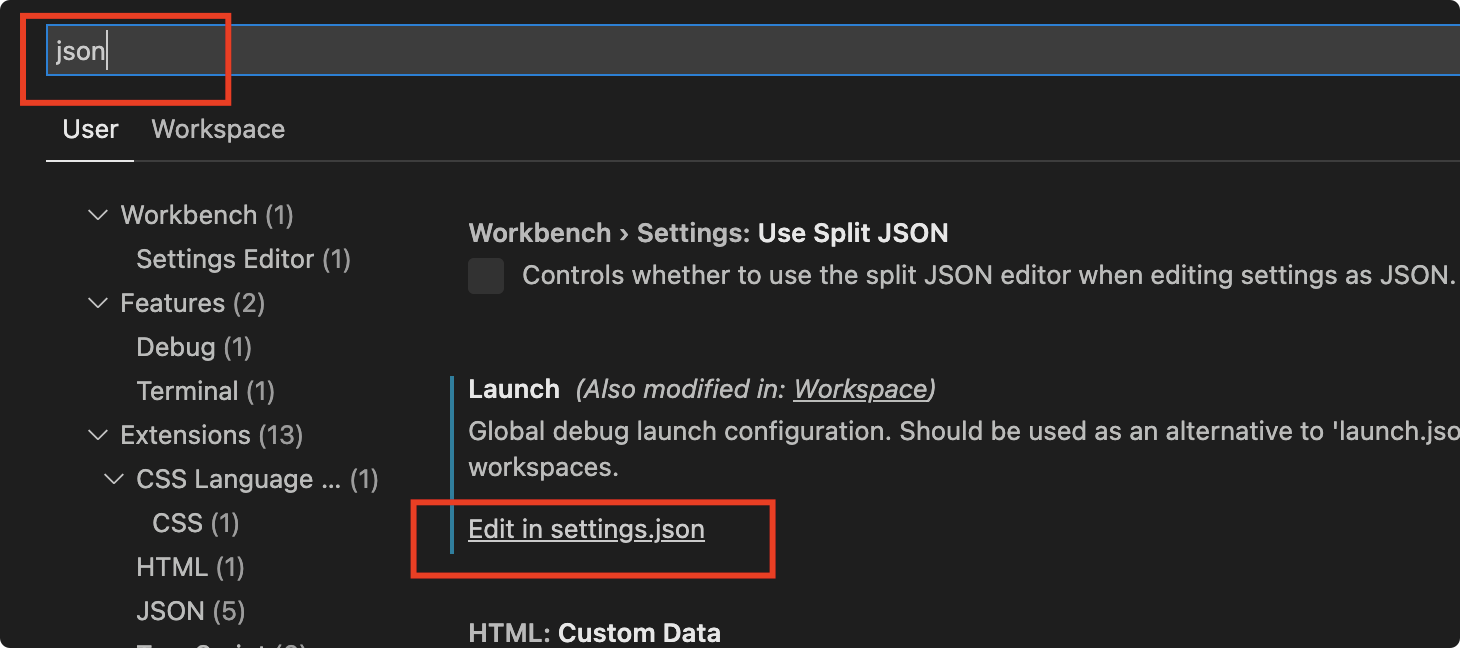 json
User Workspace
Workbench (1)
Settings Editor (1)
Features (2)
Debug (1)
Terminal (1)
Extensions (13)
CSS Language ... (1)
CSS (1)
HTML (1)
JSON (5)
Workbench › Settings: Use Split JSON
Controls whether to use the split JSON editor when editing settings as JSON.
Launch (Also modified in: Workspace)
Global debug launch configuration. Should be used as an alternative to 'launch.jso
workspaces.
Edit in settings.json
HTML: Custom Data